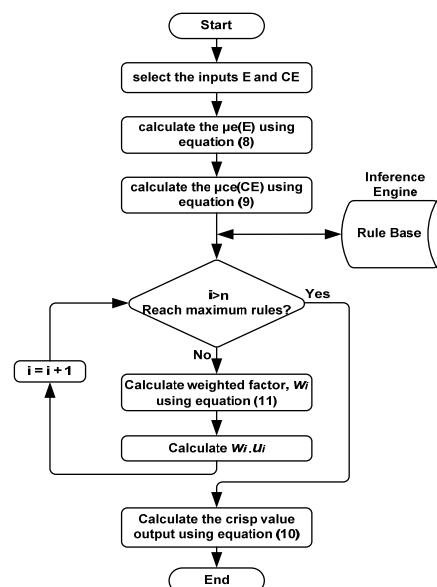 Start
select the inputs E and CE
calculate the μe(E) using
equation (8)
calculate the μce(CE) using
equation (9)
Inference
Engine
Rule Base
i>n
Reach maximum rules?
Yes
No
i = i + 1
Calculate weighted factor, Wi
using equation (11)
Calculate Wi.ui
Calculate the crisp value
output using equation (10)
End